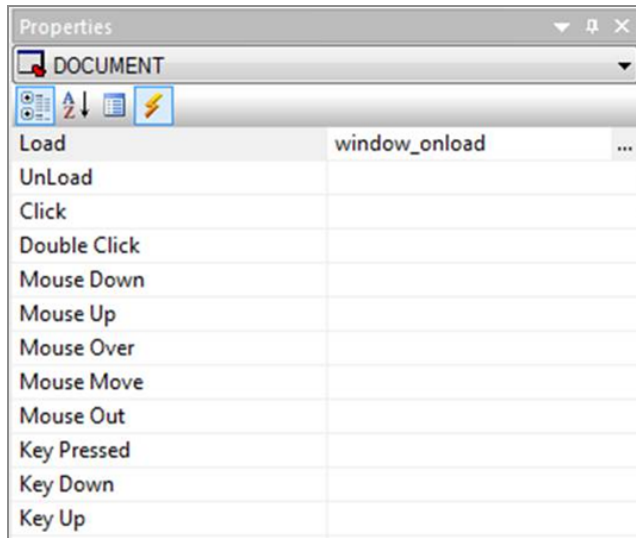 Properties
DOCUMENT
Load window_onload ...
UnLoad
Click
Double Click
Mouse Down
Mouse Up
Mouse Over
Mouse Move
Mouse Out
Key Pressed
Key Down
Key Up